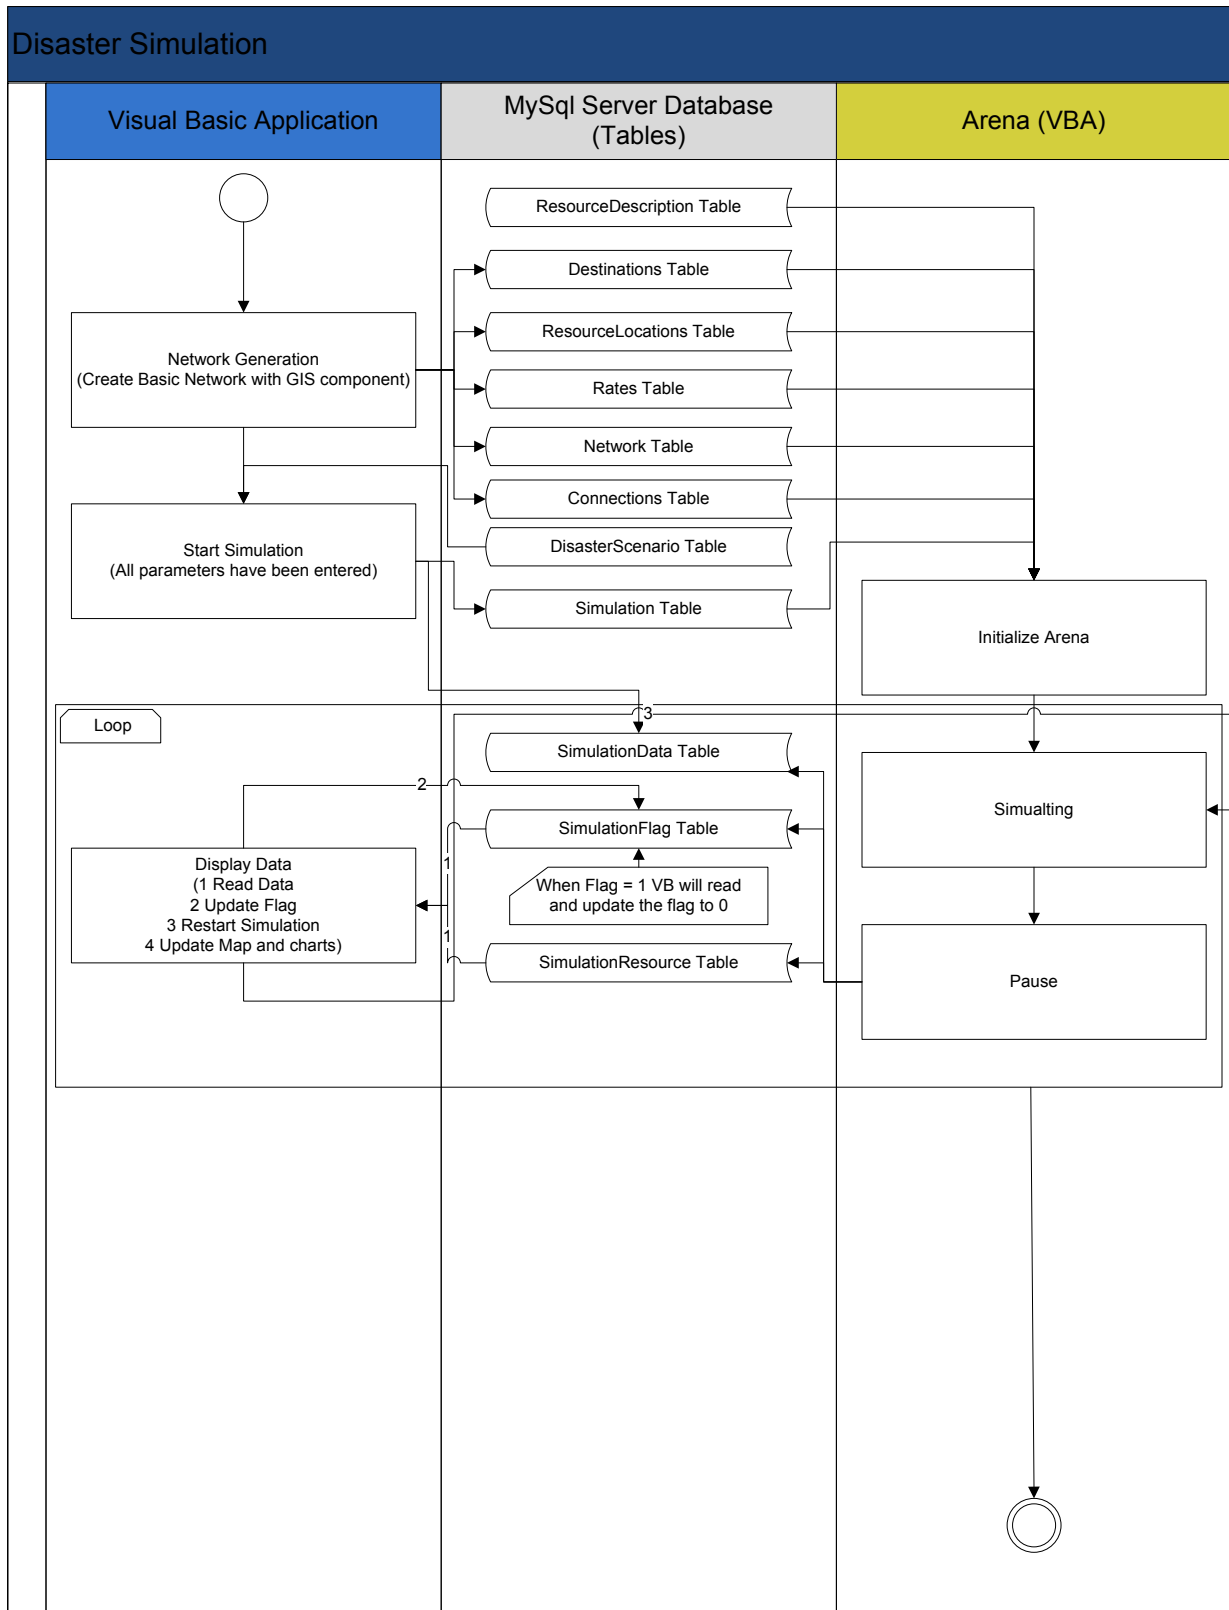 Disaster Simulation
Visual Basic Application
MySql Server Database
(Tables)
Arena (VBA)
ResourceDescription Table
Destinations Table
ResourceLocations Table
Network Generation
(Create Basic Network with GIS component)
Rates Table
Network Table
Connections Table
Start Simulation
(All parameters have been entered)
DisasterScenario Table
Simulation Table
Initialize Arena
Loop
3
SimulationData Table
2
Simualting
SimulationFlag Table
Display Data
(1 Read Data
2 Update Flag
3 Restart Simulation
4 Update Map and charts)
1
1
When Flag = 1 VB will read
and update the flag to 0
SimulationResource Table
Pause